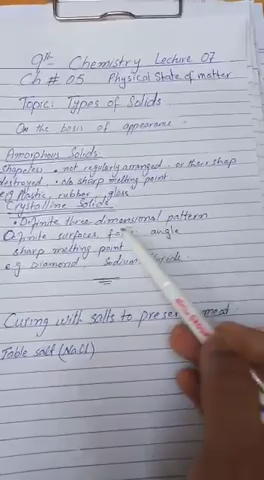 9th Chemistry Lecture 07
Ch # 05 Physical State of matter
Topic: Types of Solids
On the basis of appearance
Amorphous Solids
Shapeless • not regularly arranged or there shap
destroyed • No sharp melting point
e.g Plastic, rubber, glass
Crystalline Solids
• Definite three dimensional pattern
Definite surfaces angle
sharp melting point
e.g Diamond Sodium
Curing with salts to preserve meat
Table salt (NaCl)